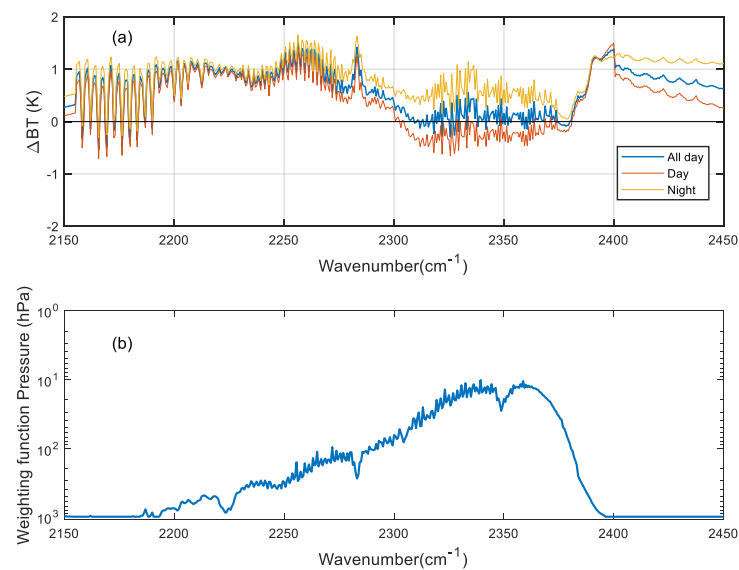 (a)
ΔBT (K)
2
1
0
-1
-2
All day
Day
Night
2150 2200 2250 2300 2350 2400 2450
Wavenumber(cm⁻¹)
(b)
Weighting function Pressure (hPa)
10⁰
10¹
10²
10³
2150 2200 2250 2300 2350 2400 2450
Wavenumber(cm⁻¹)